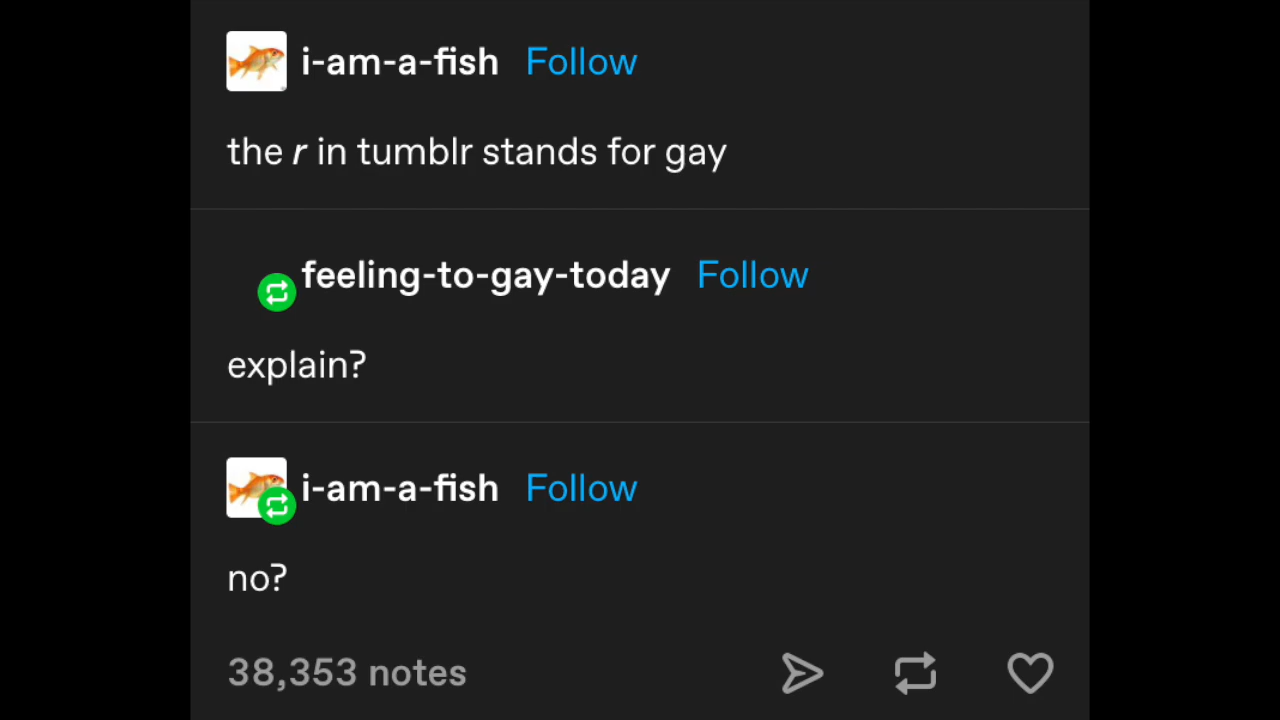 i-am-a-fish Follow
the r in tumblr stands for gay
feeling-to-gay-today Follow
explain?
i-am-a-fish Follow
no?
38,353 notes